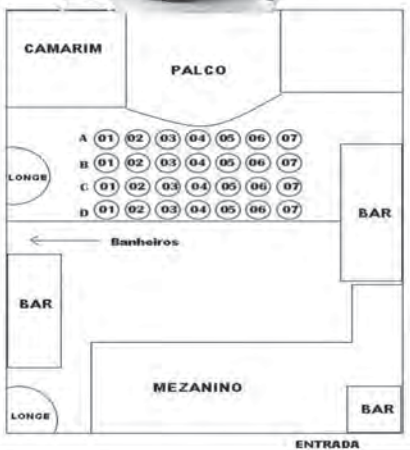 CAMARIM
PALCO
A 01 02 03 04 05 06 07
B 01 02 03 04 05 06 07
LONGE
C 01 02 03 04 05 06 07
D 01 02 03 04 05 06 07
BAR
Banheiros
BAR
MEZANINO
LONGE
BAR
ENTRADA